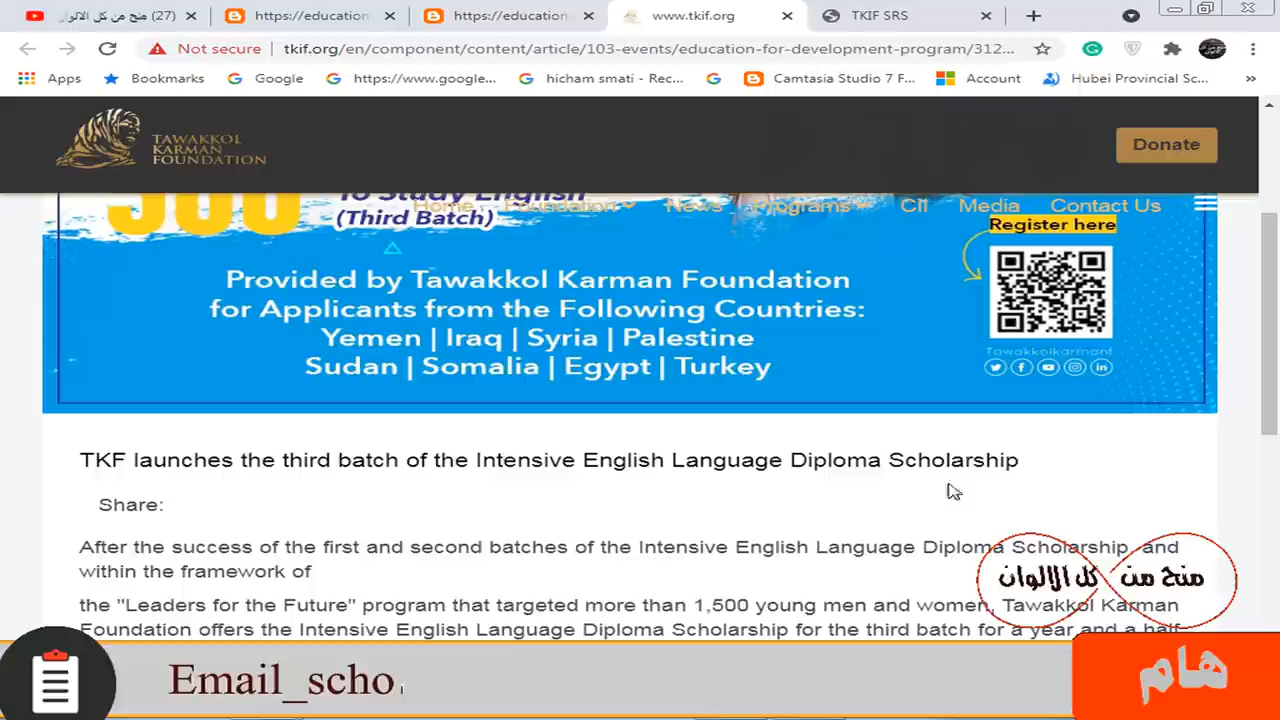 (27) منح من كل الالوان
https://education
https://education
www.tkif.org
TKIF SRS
Not secure
tkif.org/en/component/content/article/103-events/education-for-development-program/312...
Apps
Bookmarks
Google
https://www.google...
hicham smati - Rec...
Camtasia Studio 7 F...
Account
Hubei Provincial Sc...
»
TAWAKKOL
KARMAN
FOUNDATION
Donate
Home
Foundation
News
Programs
CII
Media
Contact Us
500
To Study English
(Third Batch)
Register here
Provided by Tawakkol Karman Foundation
for Applicants from the Following Countries:
Yemen | Iraq | Syria | Palestine
Sudan | Somalia | Egypt | Turkey
TKF launches the third batch of the Intensive English Language Diploma Scholarship
Share:
After the success of the first and second batches of the Intensive English Language Diploma Scholarship, and
within the framework of
the "Leaders for the Future" program that targeted more than 1,500 young men and women, Tawakkol Karman
Foundation offers the Intensive English Language Diploma Scholarship for the third batch for a year and a half
منح من كل الالوان
Email_scho
هام